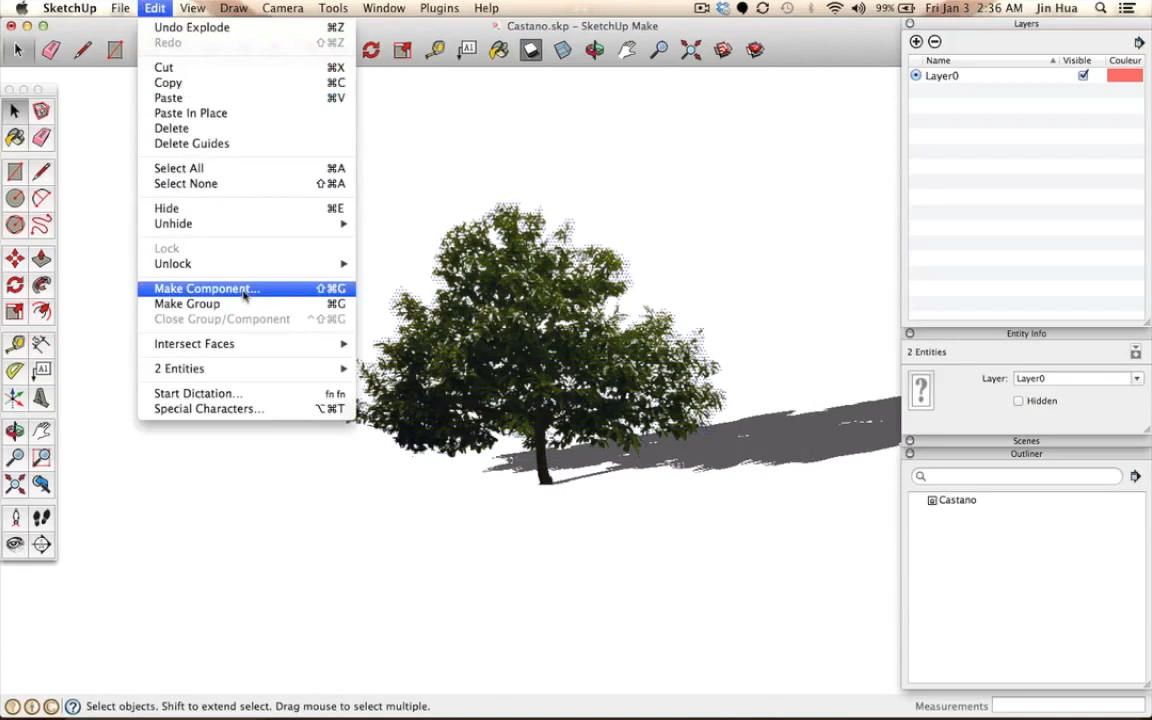 SketchUp File Edit View Draw Camera Tools Window Plugins Help 99% Fri Jan 3 2:36 AM Jin Hua
Castano.skp – SketchUp Make
Undo Explode ⌘Z
Redo ⇧⌘Z
Cut ⌘X
Copy ⌘C
Paste ⌘V
Paste In Place
Delete
Delete Guides
Select All ⌘A
Select None ⇧⌘A
Hide ⌘E
Unhide
Lock
Unlock
Make Component... ⇧⌘G
Make Group ⌘G
Close Group/Component ^⇧⌘G
Intersect Faces
2 Entities
Start Dictation... fn fn
Special Characters... ⌥⌘T
A1
A1
Layers
Name Visible Couleur
Layer0
Entity Info
2 Entities
?
Layer: Layer0
Hidden
Scenes
Outliner
Castano
Select objects. Shift to extend select. Drag mouse to select multiple.
Measurements